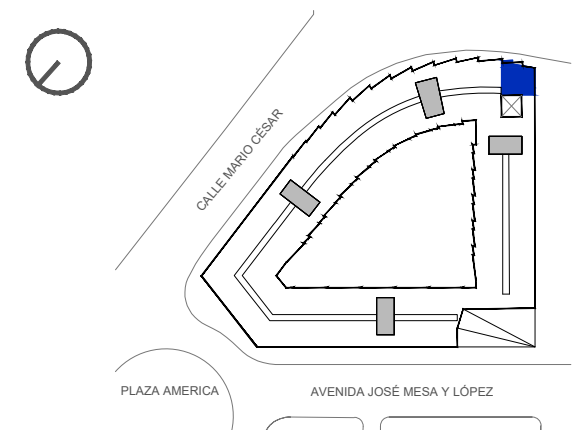 CALLE MARIO CÉSAR
PLAZA AMERICA
AVENIDA JOSÉ MESA Y LÓPEZ